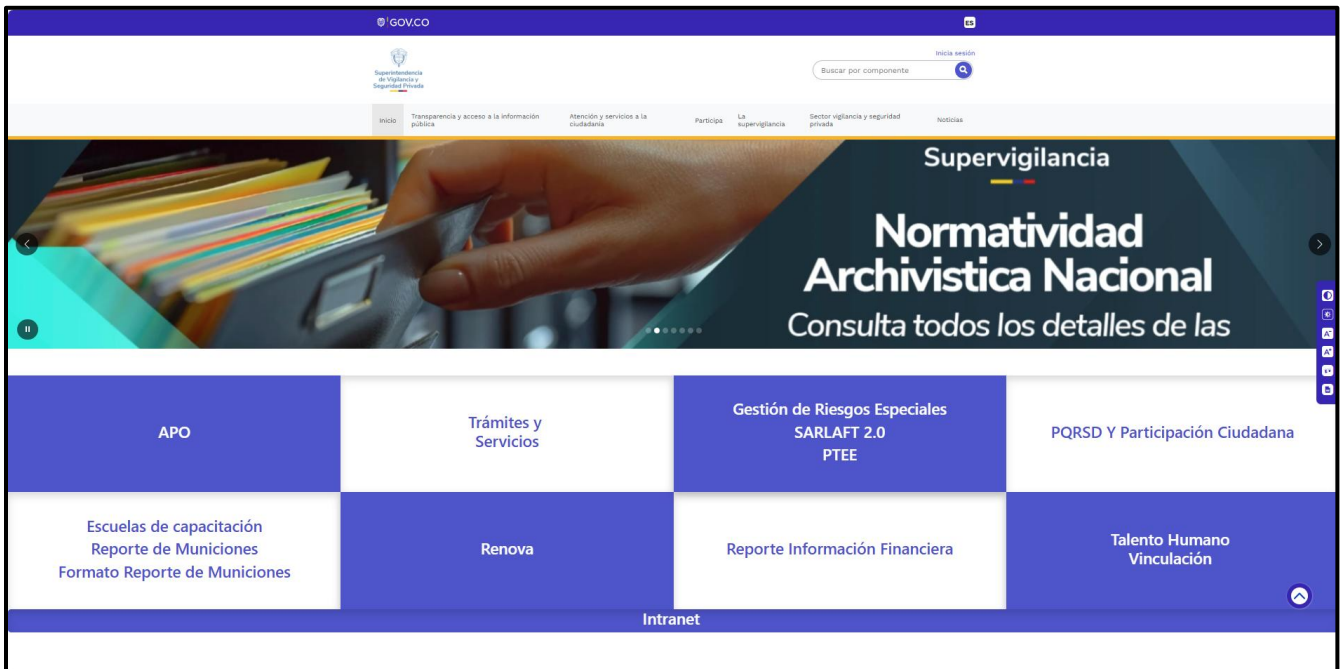 GOV.CO
ES
Superintendencia
de Vigilancia y
Seguridad Privada
Inicia sesión
Buscar por componente
Inicio
Transparencia y acceso a la información
pública
Atención y servicios a la
ciudadanía
Participa
La
supervigilancia
Sector vigilancia y seguridad
privada
Noticias
Supervigilancia
Normatividad
Archivistica Nacional
Consulta todos los detalles de las
APO
Trámites y
Servicios
Gestión de Riesgos Especiales
SARLAFT 2.0
PTEE
PQRSD Y Participación Ciudadana
Escuelas de capacitación
Reporte de Municiones
Formato Reporte de Municiones
Renova
Reporte Información Financiera
Talento Humano
Vinculación
Intranet